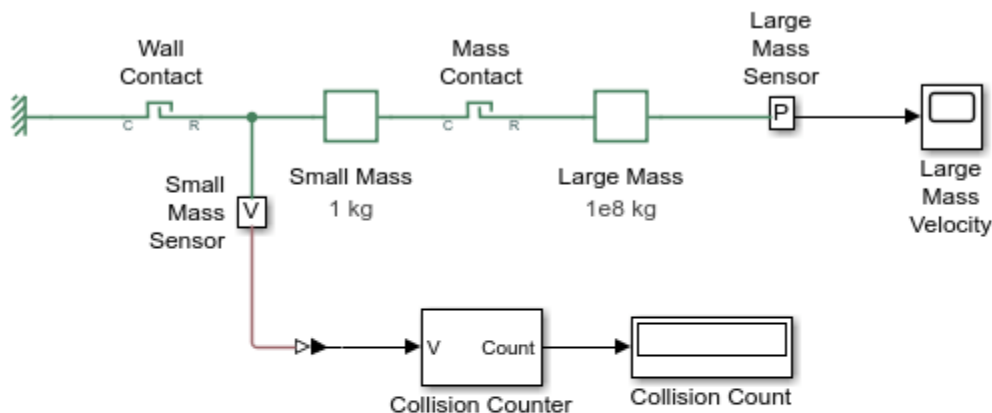 Wall
Contact
Mass
Contact
Large
Mass
Sensor
C
R
C
R
P
Small Mass
1 kg
Large Mass
1e8 kg
Large
Mass
Velocity
Small
Mass
Sensor
V
V
Count
Collision Counter
Collision Count